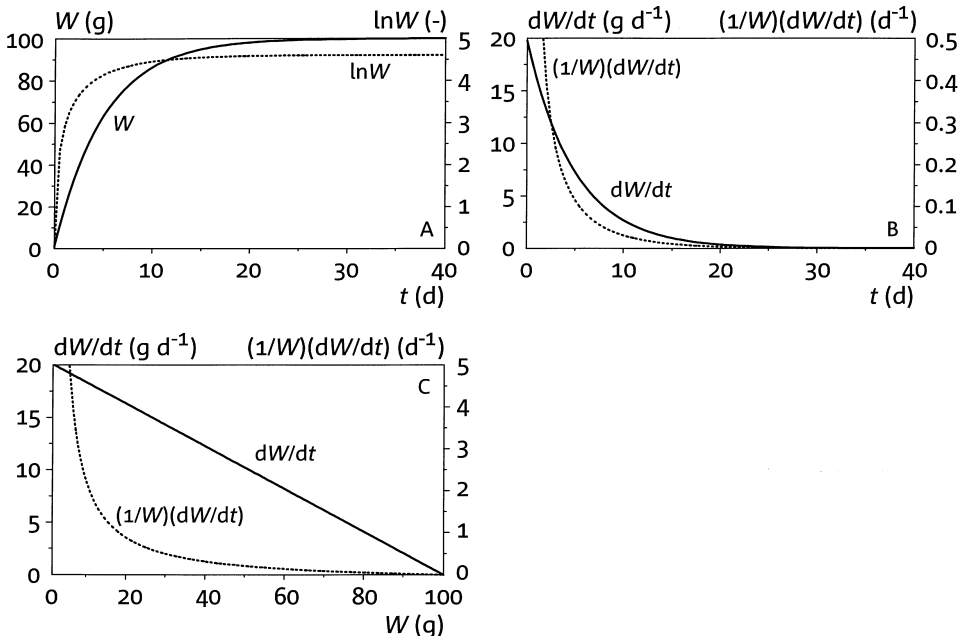 W (g) lnW (-)
100 5
80 4
60 3
40 2
20 1
0 0
lnW
W
A
0 10 20 30 40
t (d)
dW/dt (g d⁻¹) (1/W)(dW/dt) (d⁻¹)
20 0.5
15 0.4
10 0.3
5 0.2
0 0.1
0
(1/W)(dW/dt)
dW/dt
B
0 10 20 30 40
t (d)
dW/dt (g d⁻¹) (1/W)(dW/dt) (d⁻¹)
20 5
15 4
10 3
5 2
0 1
0
C
dW/dt
(1/W)(dW/dt)
0 20 40 60 80 100
W (g)